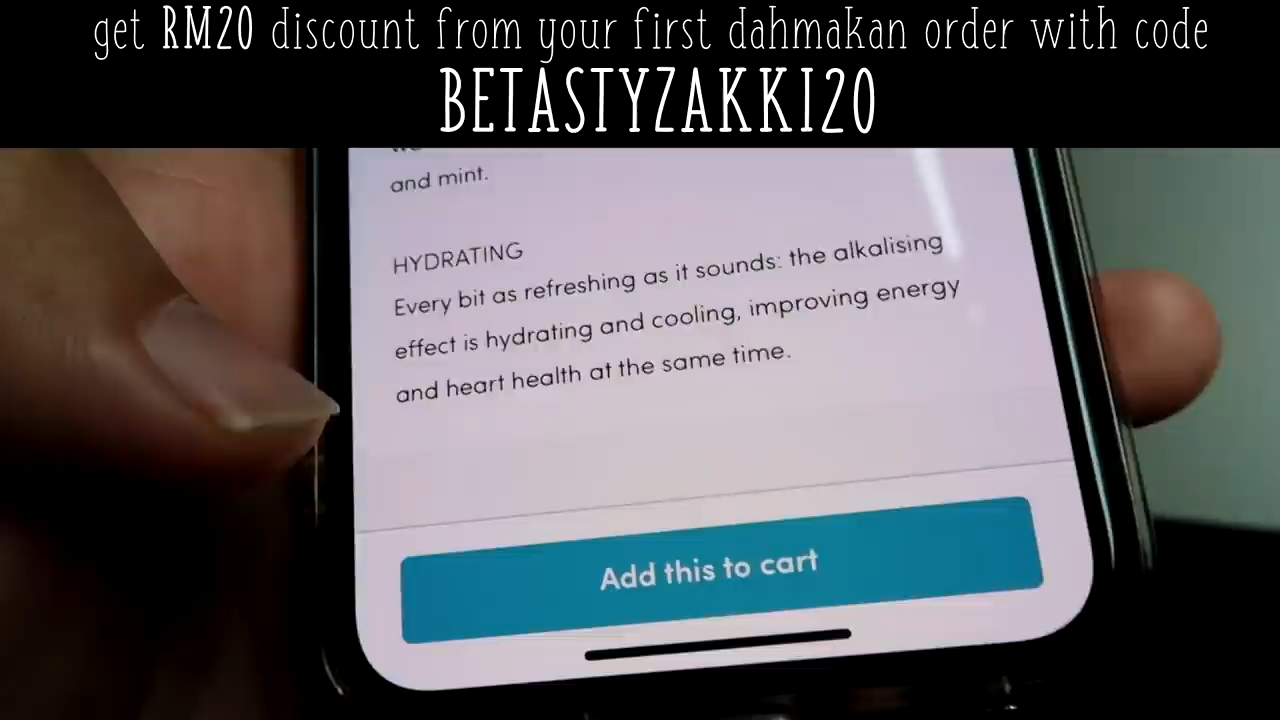 get RM20 discount from your first dahmakan order with code
BETASTYZAKKI20
and mint.
HYDRATING
Every bit as refreshing as it sounds: the alkalising
effect is hydrating and cooling, improving energy
and heart health at the same time.
Add this to cart